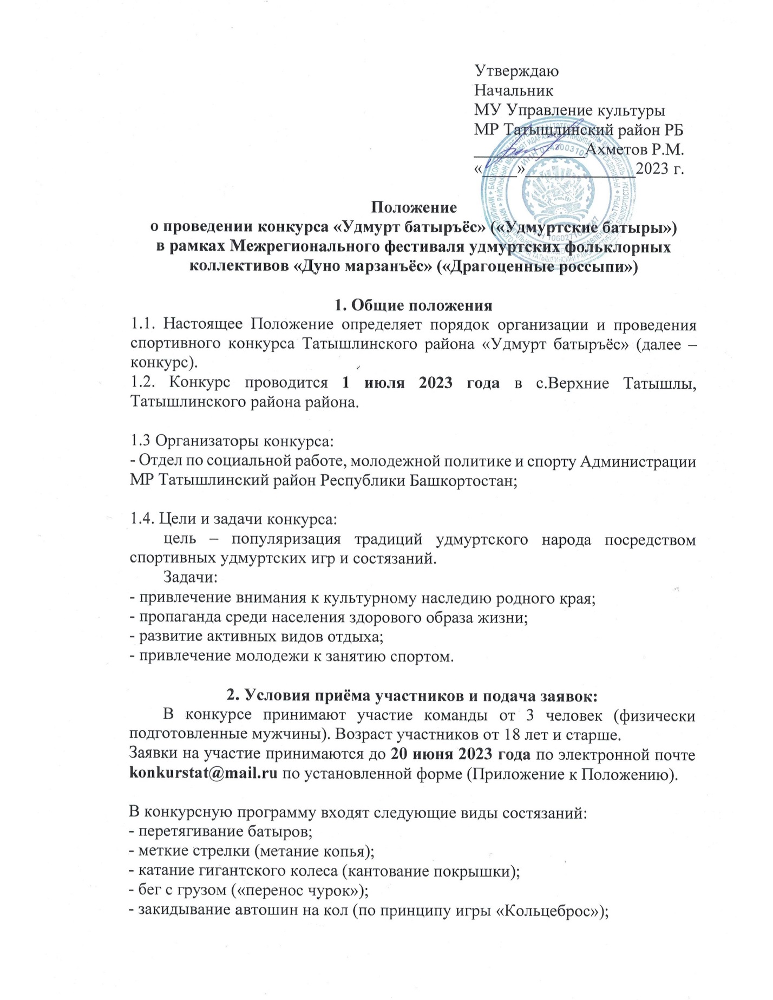 Утверждаю
Начальник
МУ Управление культуры
МР Татышлинский район РБ
________________Ахметов Р.М.
«____»________________2023 г.
Положение
о проведении конкурса «Удмурт батыръёс» («Удмуртские батыры»)
в рамках Межрегионального фестиваля удмуртских фольклорных
коллективов «Дуно марзанъёс» («Драгоценные россыпи»)
1. Общие положения
1.1. Настоящее Положение определяет порядок организации и проведения
спортивного конкурса Татышлинского района «Удмурт батыръёс» (далее –
конкурс).
1.2. Конкурс проводится 1 июля 2023 года в с.Верхние Татышлы,
Татышлинского района района.
1.3 Организаторы конкурса:
- Отдел по социальной работе, молодежной политике и спорту Администрации
МР Татышлинский район Республики Башкортостан;
1.4. Цели и задачи конкурса:
цель – популяризация традиций удмуртского народа посредством
спортивных удмуртских игр и состязаний.
Задачи:
- привлечение внимания к культурному наследию родного края;
- пропаганда среди населения здорового образа жизни;
- развитие активных видов отдыха;
- привлечение молодежи к занятию спортом.
2. Условия приёма участников и подача заявок:
В конкурсе принимают участие команды от 3 человек (физически
подготовленные мужчины). Возраст участников от 18 лет и старше.
Заявки на участие принимаются до 20 июня 2023 года по электронной почте
konkurstat@mail.ru по установленной форме (Приложение к Положению).
В конкурсную программу входят следующие виды состязаний:
- перетягивание батыров;
- меткие стрелки (метание копья);
- катание гигантского колеса (кантование покрышки);
- бег с грузом («перенос чурок»);
- закидывание автошин на кол (по принципу игры «Кольцеброс»);